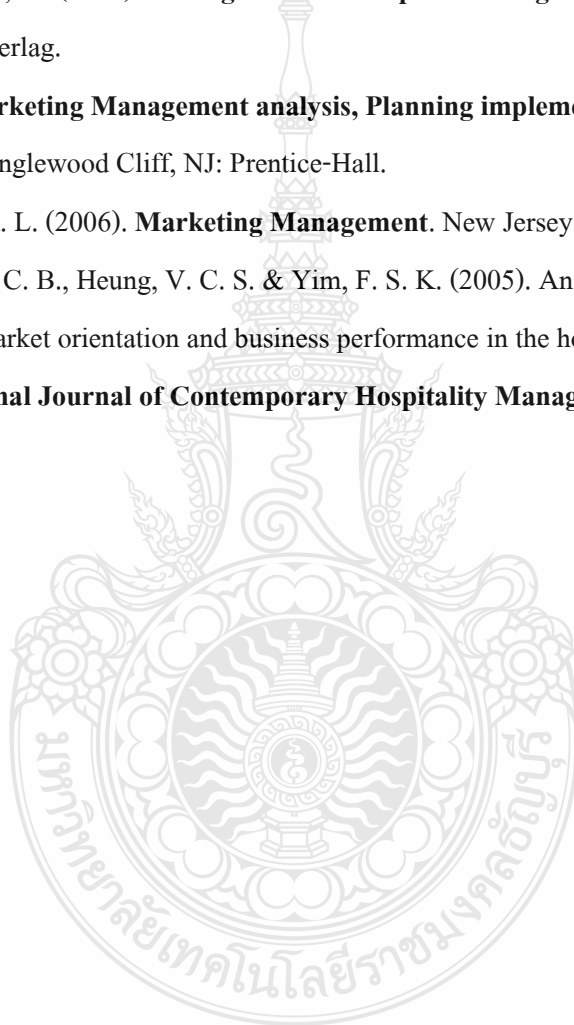 erlag.
rketing Management analysis, Planning impleme
nglewood Cliff, NJ: Prentice-Hall.
. L. (2006). Marketing Management. New Jersey
C. B., Heung, V. C. S. & Yim, F. S. K. (2005). An
arket orientation and business performance in the ho
nal Journal of Contemporary Hospitality Manag
มหาวิทยาลัยเทคโนโลยีราชมงคลธัญบุรี